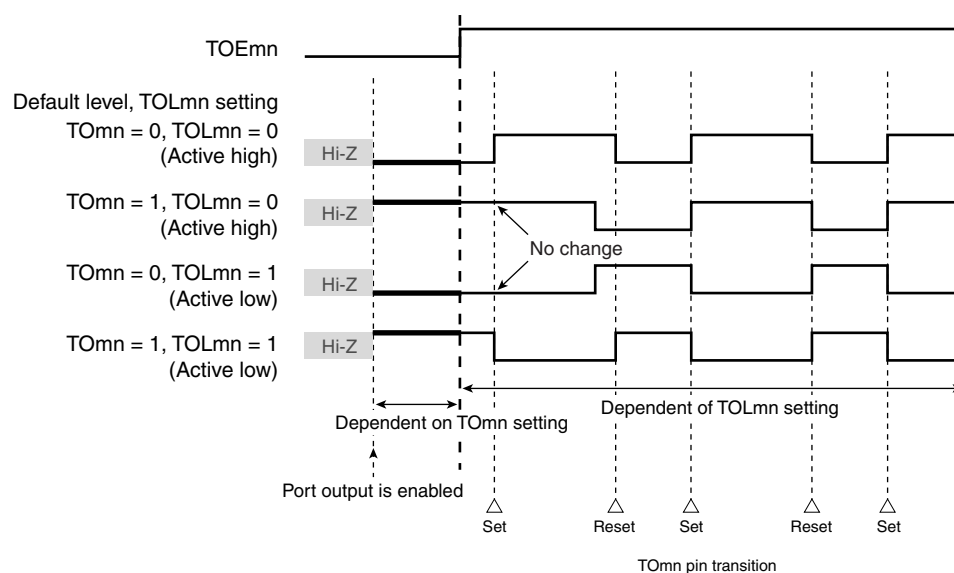 TOEmn
Default level, TOLmn setting
TOmn = 0, TOLmn = 0
(Active high)
Hi-Z
TOmn = 1, TOLmn = 0
(Active high)
Hi-Z
No change
TOmn = 0, TOLmn = 1
(Active low)
Hi-Z
TOmn = 1, TOLmn = 1
(Active low)
Hi-Z
Dependent on TOmn setting
Dependent of TOLmn setting
Port output is enabled
Set
Reset
Set
Reset
Set
TOmn pin transition